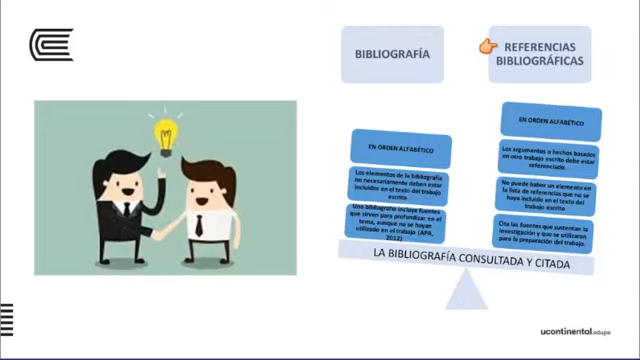 BIBLIOGRAFÍA
REFERENCIAS
BIBLIOGRÁFICAS
EN ORDEN ALFABÉTICO
Los elementos de la bibliografía
no necesariamente deben estar
incluidos en el texto del trabajo
escrito
Una bibliografía incluye fuentes
que sirven para profundizar en el
tema, aunque no se hayan
utilizado en el trabajo (APA,
2012)
EN ORDEN ALFABÉTICO
Los argumentos o hechos basados
en otro trabajo escrito debe estar
referenciado.
No puede haber un elemento en
la lista de referencias que no se
haya incluido en el texto del
trabajo escrito
Cita las fuentes que sustentan la
investigación y que se utilizaron
para la preparación del trabajo.
LA BIBLIOGRAFÍA CONSULTADA Y CITADA
ucontinental.edu.pe